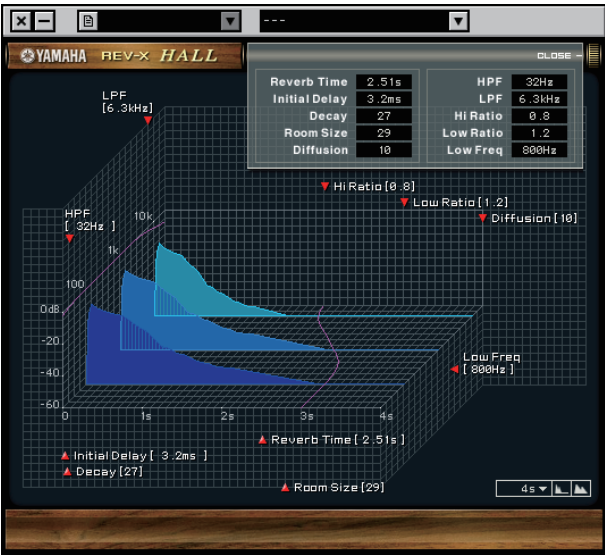 ---
YAMAHA REV-X HALL
CLOSE -
Reverb Time 2.51s HPF 32Hz
Initial Delay 3.2ms LPF 6.3kHz
Decay 27 Hi Ratio 0.8
Room Size 29 Low Ratio 1.2
Diffusion 10 Low Freq 800Hz
LPF
[6.3kHz]
Hi Ratio [0.8]
Low Ratio [1.2]
Diffusion [10]
HPF
[ 32Hz ]
10k
1k
100
0dB
-20
-40
-60
0 1s 2s 3s 4s
Low Freq
[ 800Hz ]
Reverb Time [ 2.51s ]
Initial Delay [ 3.2ms ]
Decay [27]
Room Size [29]
4s